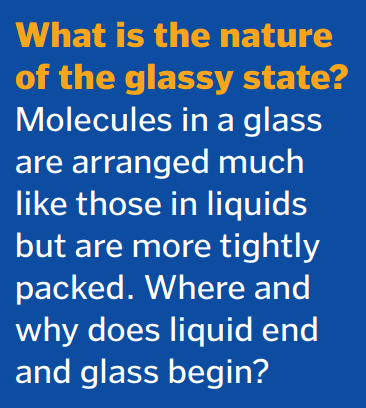 What is the nature
of the glassy state?
Molecules in a glass
are arranged much
like those in liquids
but are more tightly
packed. Where and
why does liquid end
and glass begin?